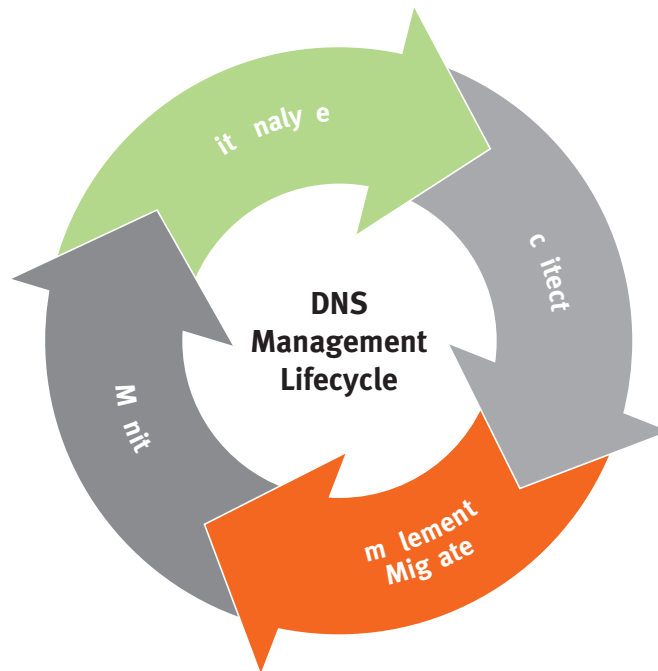 it naly e
c itect
DNS
Management
Lifecycle
M nit
m lement
Mig ate